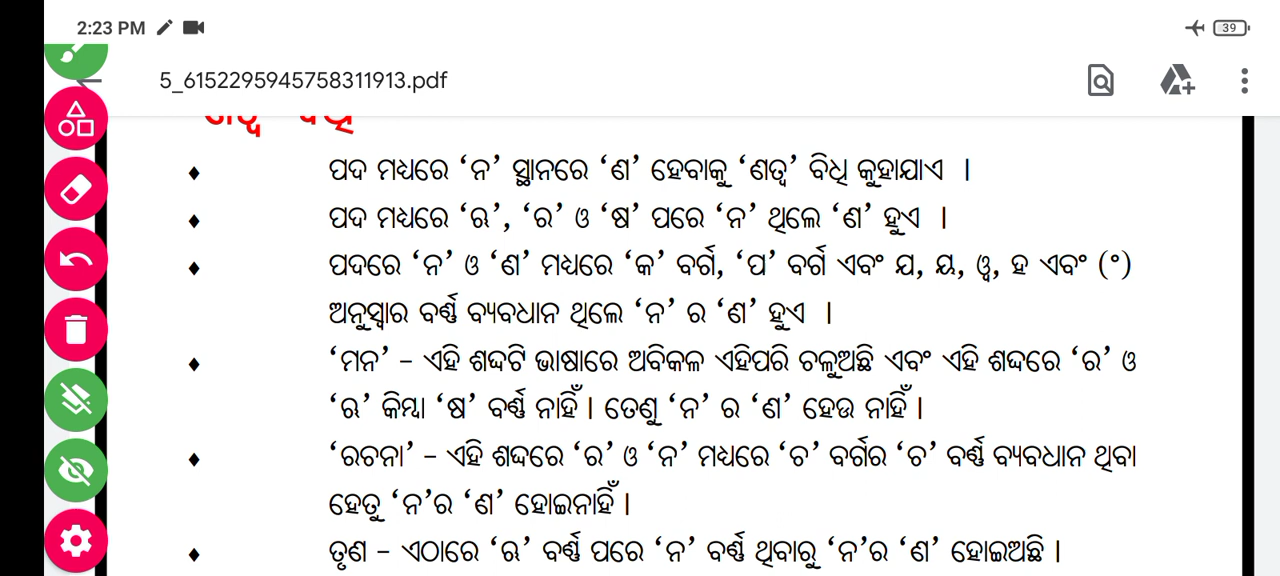 2:23 PM
39
5_6152295945758311913.pdf
ପଦ ମଧ୍ୟରେ ‘ନ’ ସ୍ଥାନରେ ‘ଣ’ ହେବାକୁ ‘ଣତ୍ୱ’ ବିଧି କୁହାଯାଏ ।
ପଦ ମଧ୍ୟରେ ‘ଋ’, ‘ର’ ଓ ‘ଷ’ ପରେ ‘ନ’ ଥିଲେ ‘ଣ’ ହୁଏ ।
ପଦରେ ‘ନ’ ଓ ‘ଣ’ ମଧ୍ୟରେ ‘କ’ ବର୍ଗ, ‘ପ’ ବର୍ଗ ଏବଂ ଯ, ୟ, ଓ୍ୱ, ହ ଏବଂ (ଂ)
ଅନୁସ୍ୱାର ବର୍ଣ୍ଣ ବ୍ୟବଧାନ ଥିଲେ ‘ନ’ ର ‘ଣ’ ହୁଏ ।
‘ମନ’ – ଏହି ଶବ୍ଦଟି ଭାଷାରେ ଅବିକଳ ଏହିପରି ଚଳୁଅଛି ଏବଂ ଏହି ଶବ୍ଦରେ ‘ର’ ଓ
‘ଋ’ କିମ୍ବା ‘ଷ’ ବର୍ଣ୍ଣ ନାହିଁ । ତେଣୁ ‘ନ’ ର ‘ଣ’ ହେଉ ନାହିଁ ।
‘ରଚନା’ – ଏହି ଶବ୍ଦରେ ‘ର’ ଓ ‘ନ’ ମଧ୍ୟରେ ‘ଚ’ ବର୍ଗର ‘ଚ’ ବର୍ଣ୍ଣ ବ୍ୟବଧାନ ଥିବା
ହେତୁ ‘ନ’ର ‘ଣ’ ହୋଇନାହିଁ ।
ତୃଣ – ଏଠାରେ ‘ଋ’ ବର୍ଣ୍ଣ ପରେ ‘ନ’ ବର୍ଣ୍ଣ ଥିବାରୁ ‘ନ’ର ‘ଣ’ ହୋଇଅଛି ।